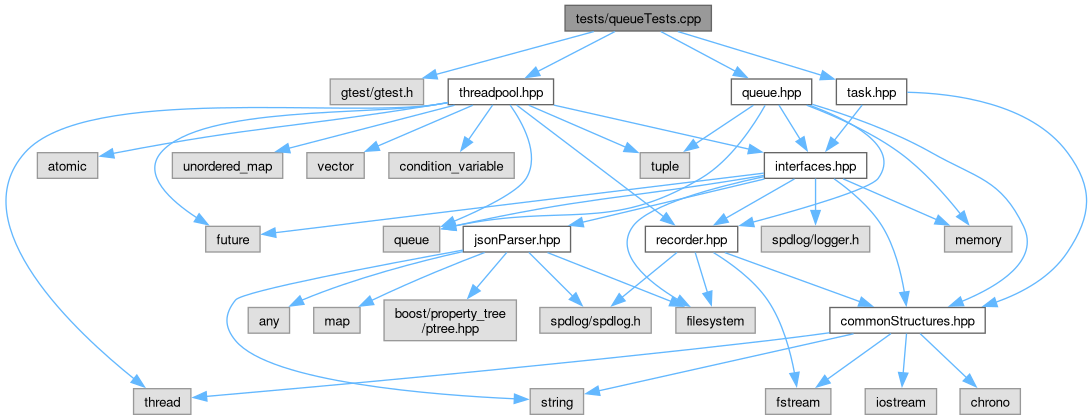 tests/queueTests.cpp
gtest/gtest.h
threadpool.hpp
queue.hpp
task.hpp
atomic
unordered_map
vector
condition_variable
tuple
interfaces.hpp
future
queue
jsonParser.hpp
recorder.hpp
spdlog/logger.h
memory
any
map
boost/property_tree
/ptree.hpp
spdlog/spdlog.h
filesystem
commonStructures.hpp
thread
string
fstream
iostream
chrono